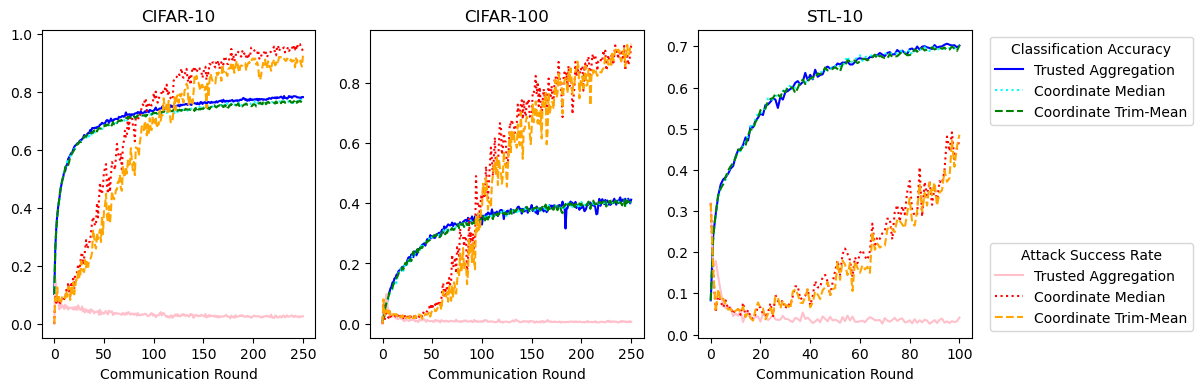 CIFAR-10
1.0
0.8
0.6
0.4
0.2
0.0
0 50 100 150 200 250
Communication Round
CIFAR-100
0.8
0.6
0.4
0.2
0.0
0 50 100 150 200 250
Communication Round
STL-10
0.7
0.6
0.5
0.4
0.3
0.2
0.1
0.0
0 20 40 60 80 100
Communication Round
Classification Accuracy
Trusted Aggregation
Coordinate Median
Coordinate Trim-Mean
Attack Success Rate
Trusted Aggregation
Coordinate Median
Coordinate Trim-Mean